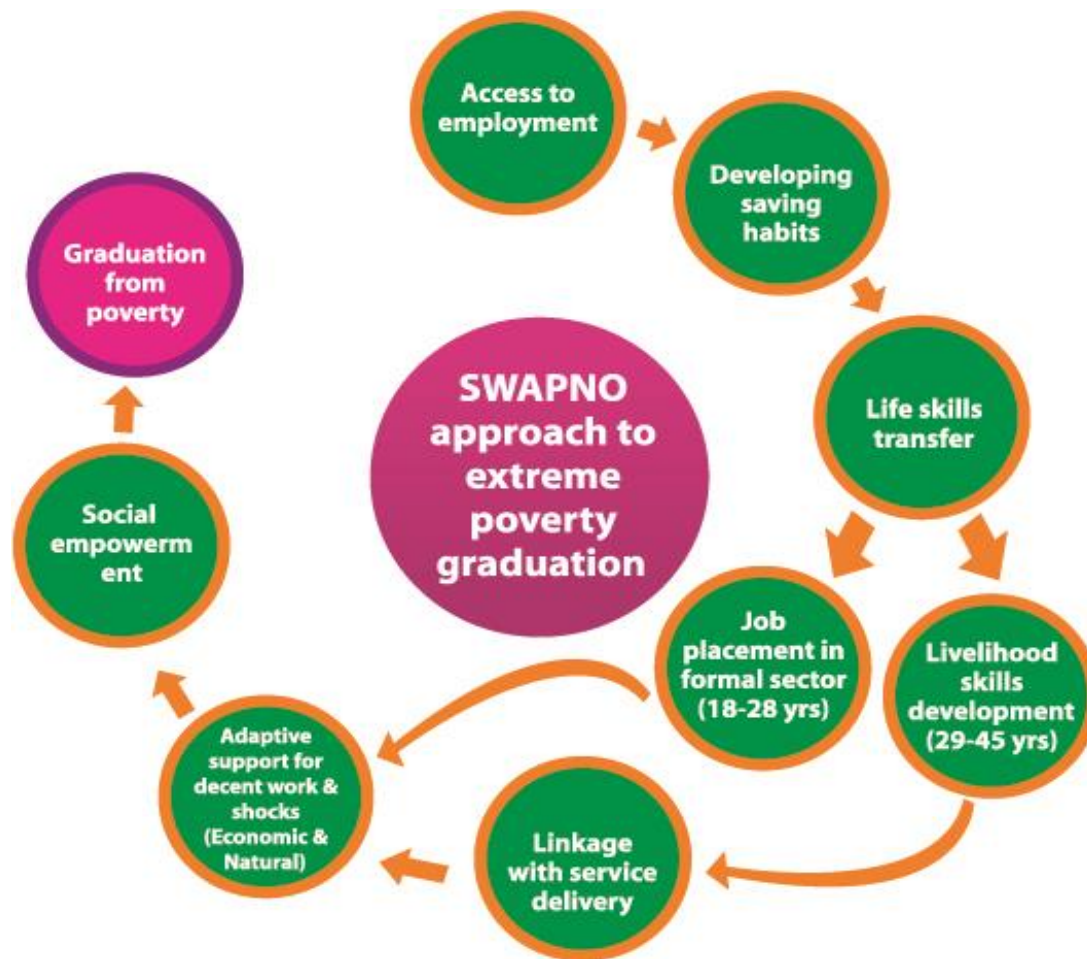 Access to
employment
Developing
saving
habits
Life skills
transfer
Job
placement in
formal sector
(18-28 yrs)
Livelihood
skills
development
(29-45 yrs)
Linkage
with service
delivery
Adaptive
support for
decent work &
shocks
(Economic &
Natural)
Social
empowerm
ent
Graduation
from
poverty
SWAPNO
approach to
extreme
poverty
graduation